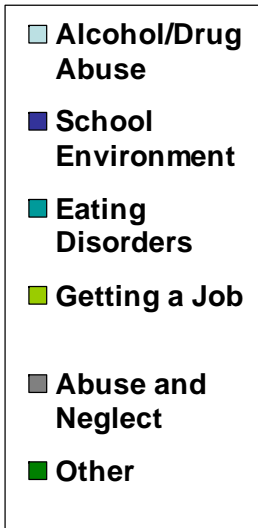 Alcohol/Drug
Abuse
School
Environment
Eating
Disorders
Getting a Job
Abuse and
Neglect
Other